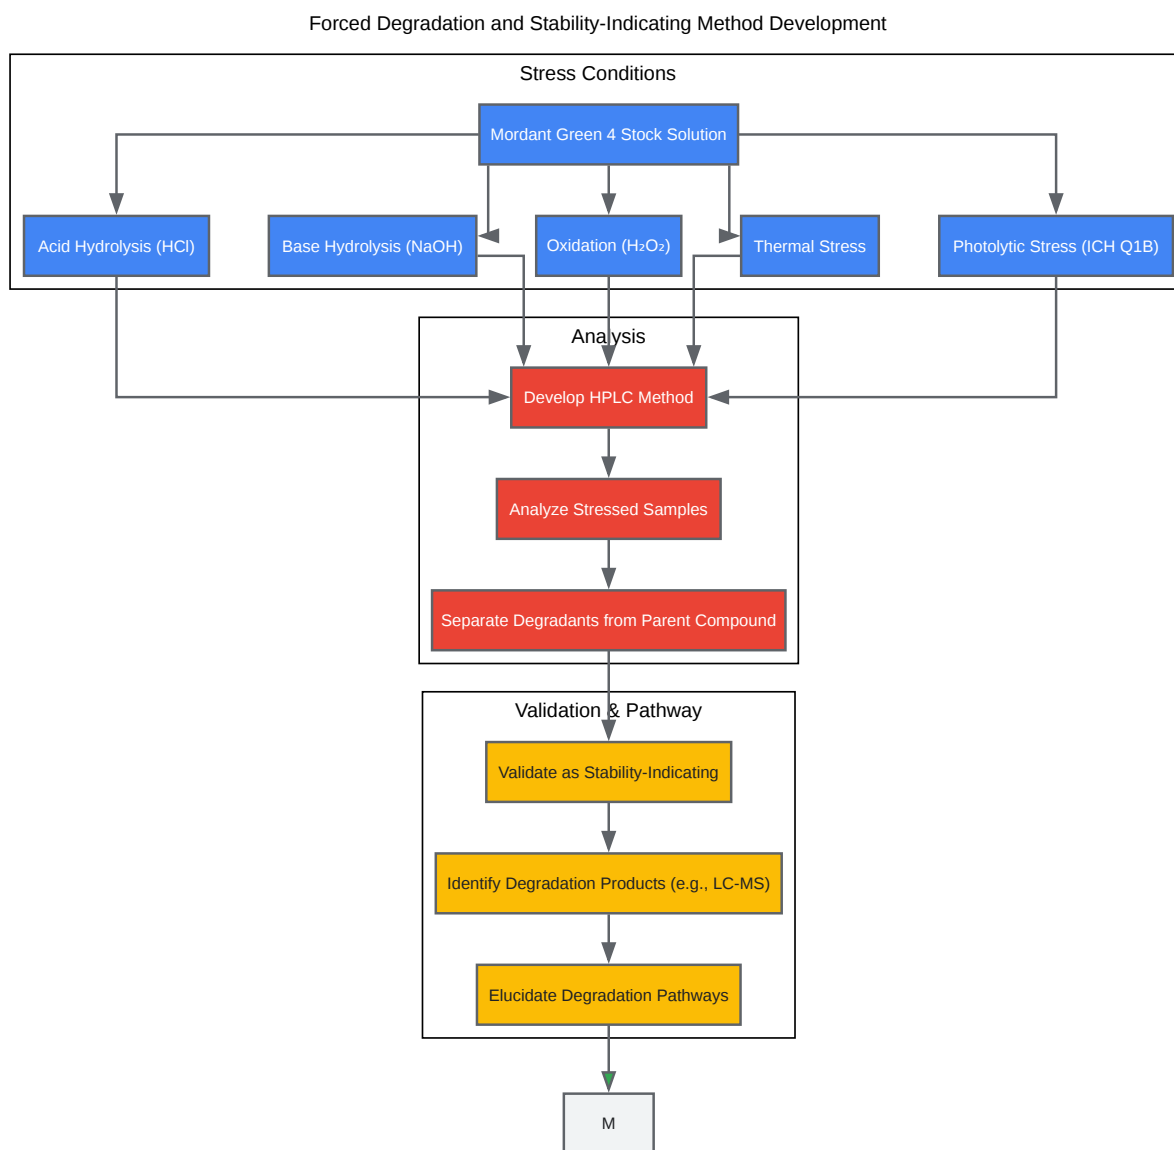 Forced Degradation and Stability-Indicating Method Development
Stress Conditions
Mordant Green 4 Stock Solution
Acid Hydrolysis (HCl)
Base Hydrolysis (NaOH)
Oxidation (H₂O₂)
Thermal Stress
Photolytic Stress (ICH Q1B)
Analysis
Develop HPLC Method
Analyze Stressed Samples
Separate Degradants from Parent Compound
Validation & Pathway
Validate as Stability-Indicating
Identify Degradation Products (e.g., LC-MS)
Elucidate Degradation Pathways
M